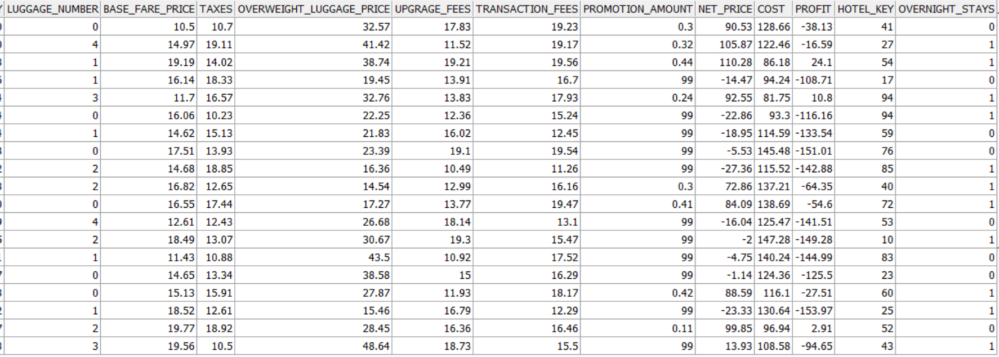 LUGGAGE_NUMBER BASE_FARE_PRICE TAXES OVERWEIGHT_LUGGAGE_PRICE UPGRAGE_FEES TRANSACTION_FEES PROMOTION_AMOUNT NET_PRICE COST PROFIT HOTEL_KEY OVERNIGHT_STAYS
0 10.5 10.7 32.57 17.83 19.23 0.3 90.53 128.66 -38.13 41 0
4 14.97 19.11 41.42 11.52 19.17 0.32 105.87 122.46 -16.59 27 1
1 19.19 14.02 38.74 19.21 19.56 0.44 110.28 86.18 24.1 54 1
1 16.14 18.33 19.45 13.91 16.7 99 -14.47 94.24 -108.71 17 0
3 11.7 16.57 32.76 13.83 17.93 0.24 92.55 81.75 10.8 94 1
0 16.06 10.23 22.25 12.36 15.24 99 -22.86 93.3 -116.16 94 1
1 14.62 15.13 21.83 16.02 12.45 99 -18.95 114.59 -133.54 59 0
0 17.51 13.93 23.39 19.1 19.54 99 -5.53 145.48 -151.01 76 0
2 14.68 18.85 16.36 10.49 11.26 99 -27.36 115.52 -142.88 85 1
2 16.82 12.65 14.54 12.99 16.16 0.3 72.86 137.21 -64.35 40 1
0 16.55 17.44 17.27 13.77 19.47 0.41 84.09 138.69 -54.6 72 1
4 12.61 12.43 26.68 18.14 13.1 99 -16.04 125.47 -141.51 53 0
2 18.49 13.07 30.67 19.3 15.47 99 -2 147.28 -149.28 10 1
1 11.43 10.88 43.5 10.92 17.52 99 -4.75 140.24 -144.99 83 0
0 14.65 13.34 38.58 15 16.29 99 -1.14 124.36 -125.5 23 0
0 15.13 15.91 27.87 11.93 18.17 0.42 88.59 116.1 -27.51 60 1
1 18.52 12.61 15.46 16.79 12.29 99 -23.33 130.64 -153.97 25 1
2 19.77 18.92 28.45 16.36 16.46 0.11 99.85 96.94 2.91 52 0
3 19.56 10.5 48.64 18.73 15.5 99 13.93 108.58 -94.65 43 1